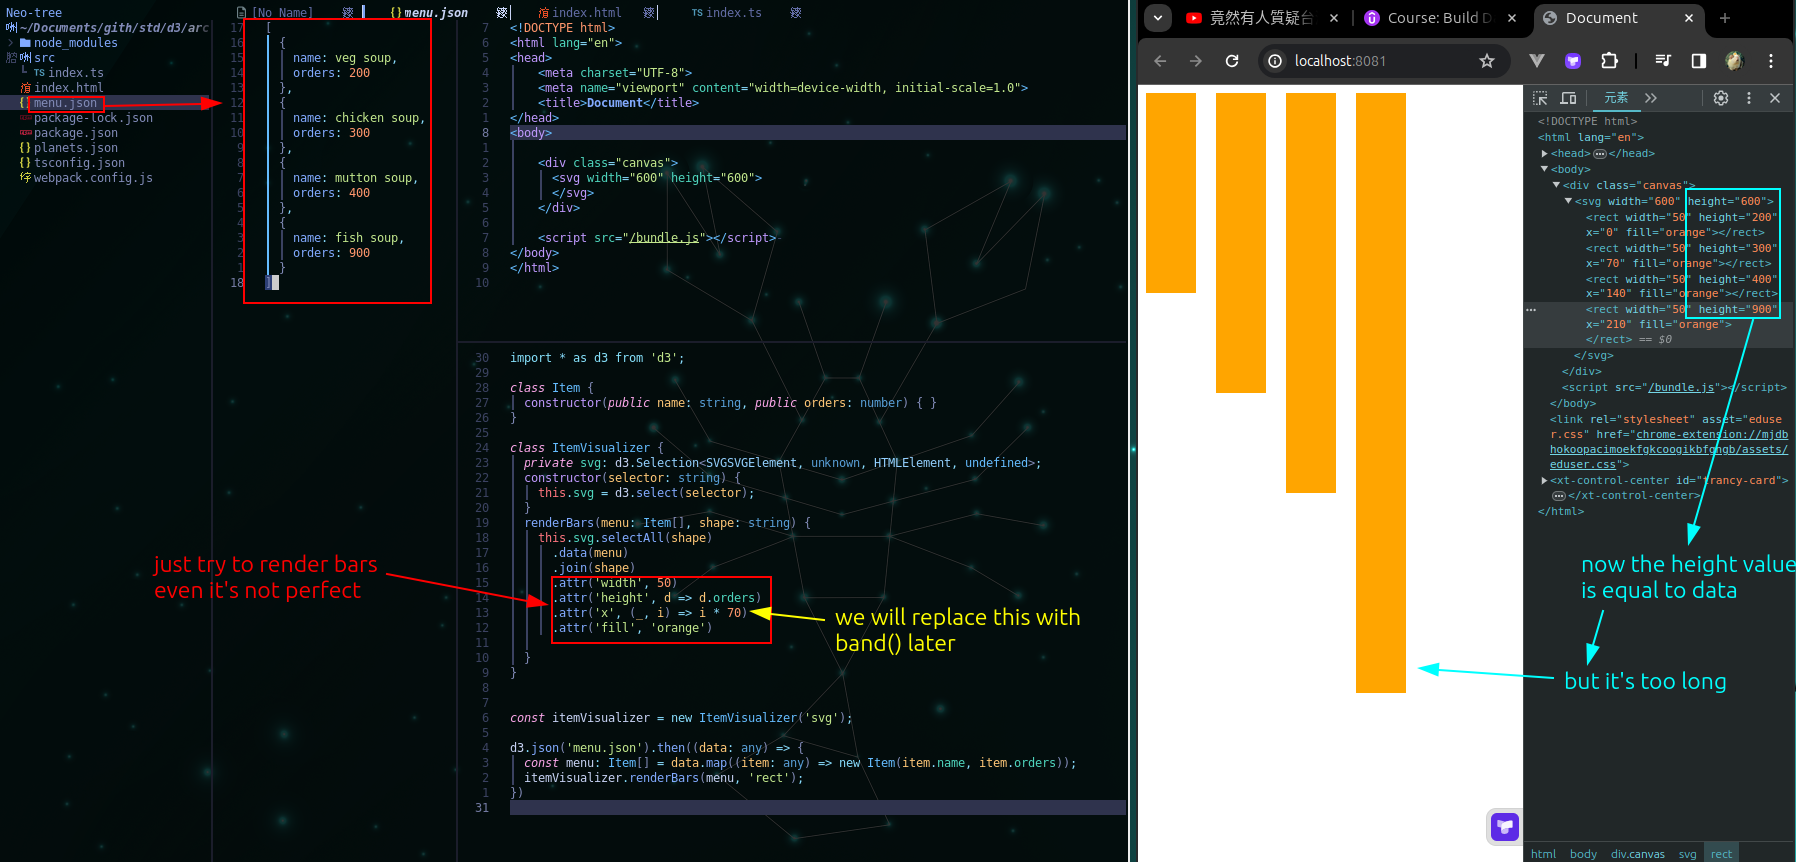 Neo-tree
~/Documents/gith/std/d3/arc
node_modules
src
index.ts
index.html
menu.json
package-lock.json
package.json
planets.json
tsconfig.json
webpack.config.js
[No Name]
menu.json
index.html
TS index.ts
17 [
16 {
15 name: veg soup,
14 orders: 200
13 },
12 {
11 name: chicken soup,
10 orders: 300
9 },
8 {
7 name: mutton soup,
6 orders: 400
5 },
4 {
3 name: fish soup,
2 orders: 900
1 }
18 ]
7 <!DOCTYPE html>
6 <html lang="en">
5 <head>
4 <meta charset="UTF-8">
3 <meta name="viewport" content="width=device-width, initial-scale=1.0">
2 <title>Document</title>
1 </head>
8 <body>
1
2 <div class="canvas">
3 <svg width="600" height="600">
4 </svg>
5 </div>
6
7 <script src="/bundle.js"></script>
8 </body>
9 </html>
10
30 import * as d3 from 'd3';
29
28 class Item {
27 constructor(public name: string, public orders: number) { }
26 }
25
24 class ItemVisualizer {
23 private svg: d3.Selection<SVGSVGElement, unknown, HTMLElement, undefined>;
22 constructor(selector: string) {
21 this.svg = d3.select(selector);
20 }
19 renderBars(menu: Item[], shape: string) {
18 this.svg.selectAll(shape)
17 .data(menu)
16 .join(shape)
15 .attr('width', 50)
14 .attr('height', d => d.orders)
13 .attr('x', (_, i) => i * 70)
12 .attr('fill', 'orange')
11
10 }
9 }
8
7
6 const itemVisualizer = new ItemVisualizer('svg');
5
4 d3.json('menu.json').then((data: any) => {
3 const menu: Item[] = data.map((item: any) => new Item(item.name, item.orders));
2 itemVisualizer.renderBars(menu, 'rect');
1 })
31
just try to render bars
even it's not perfect
we will replace this with
band() later
竟然有人質疑台
Course: Build D
Document
localhost:8081
元素
<!DOCTYPE html>
<html lang="en">
<head> </head>
<body>
<div class="canvas">
<svg width="600" height="600">
<rect width="50" height="200"
x="0" fill="orange"></rect>
<rect width="50" height="300"
x="70" fill="orange"></rect>
<rect width="50" height="400"
x="140" fill="orange"></rect>
<rect width="50" height="900"
x="210" fill="orange">
</rect> == $0
</svg>
</div>
<script src="/bundle.js"></script>
</body>
<link rel="stylesheet" asset="eduse
r.css" href="chrome-extension://mjdb
hokoopacimoekfgkcoogikbfgngb/assets/
eduser.css">
<xt-control-center id="trancy-card">
</xt-control-center>
</html>
now the height value
is equal to data
but it's too long
html body div.canvas svg rect